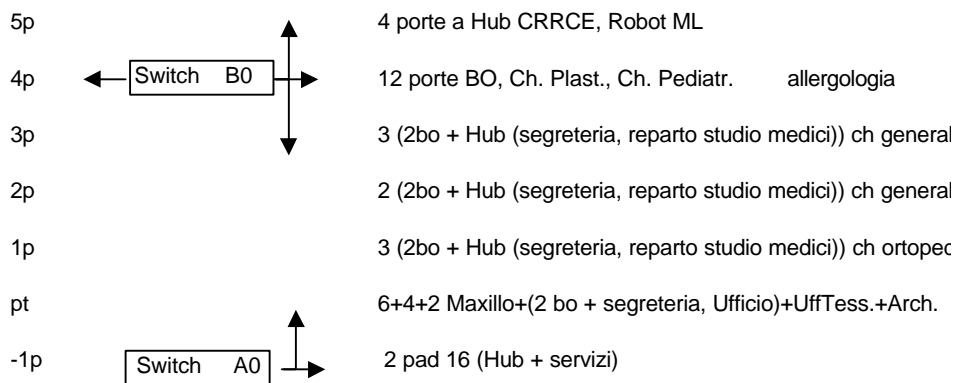 5p 4 porte a Hub CRRCE, Robot ML
4p Switch B0 12 porte BO, Ch. Plast., Ch. Pediatr. allergologia
3p 3 (2bo + Hub (segreteria, reparto studio medici)) ch general
2p 2 (2bo + Hub (segreteria, reparto studio medici)) ch general
1p 3 (2bo + Hub (segreteria, reparto studio medici)) ch ortoped
pt 6+4+2 Maxillo+(2 bo + segreteria, Ufficio)+UffTess.+Arch.
-1p Switch A0 2 pad 16 (Hub + servizi)